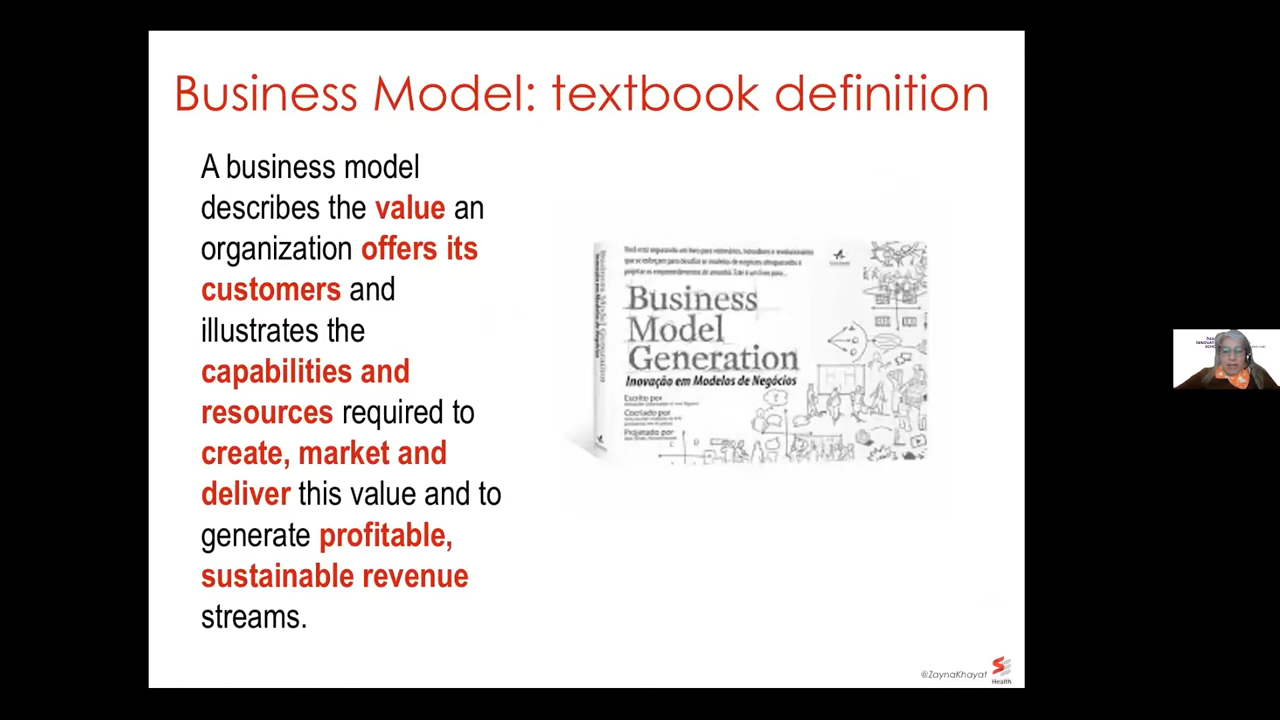 Business Model: textbook definition
A business model
describes the value an
organization offers its
customers and
illustrates the
capabilities and
resources required to
create, market and
deliver this value and to
generate profitable,
sustainable revenue
streams.
Business
Model
Generation
Inovação em Modelos de Negócios
Escrito por
Cocriado por
Projetado por
@ZaynaKhayat
Health